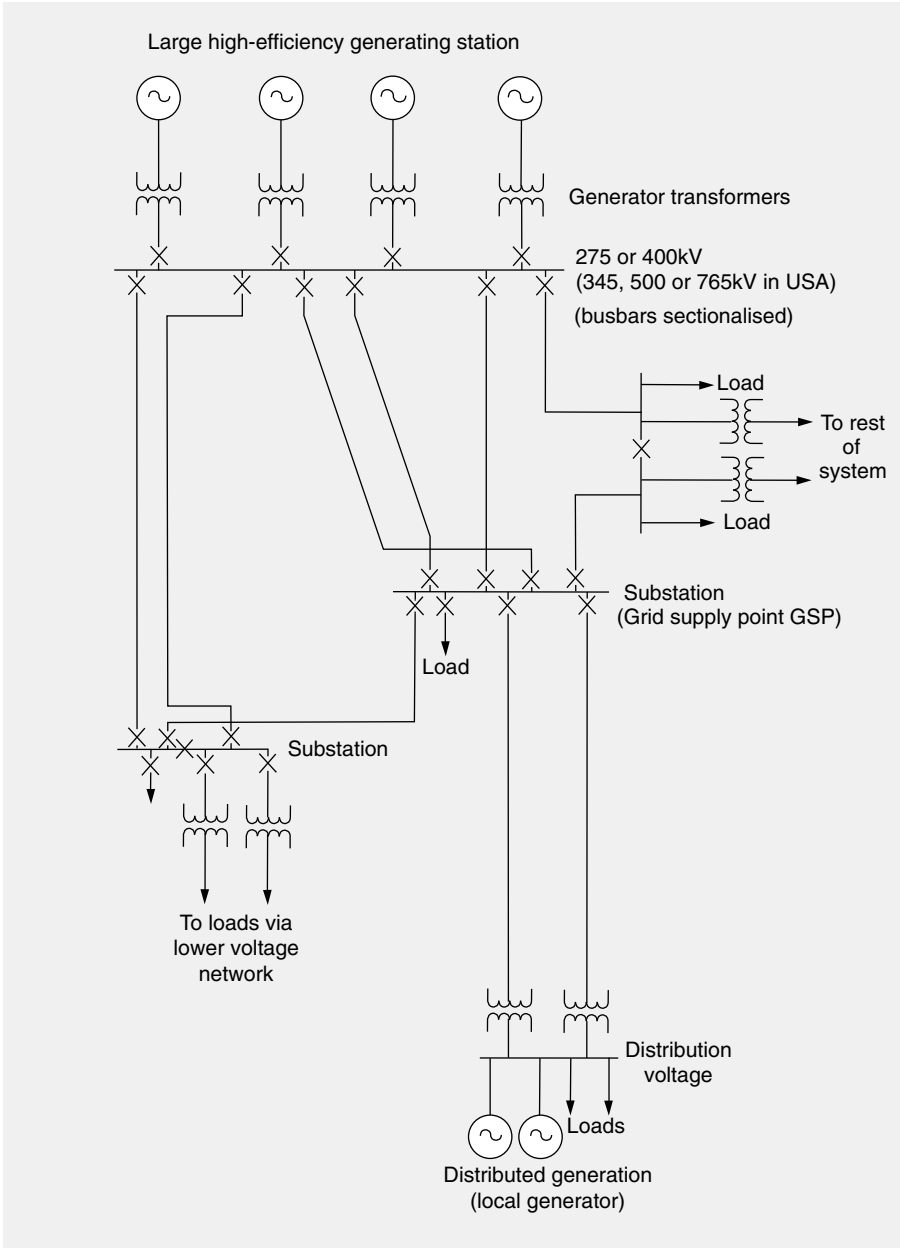 Large high-efficiency generating station
Generator transformers
275 or 400kV
(345, 500 or 765kV in USA)
(busbars sectionalised)
Load
To rest
of
system
Load
Substation
(Grid supply point GSP)
Load
Substation
To loads via
lower voltage
network
Distribution
voltage
Loads
Distributed generation
(local generator)